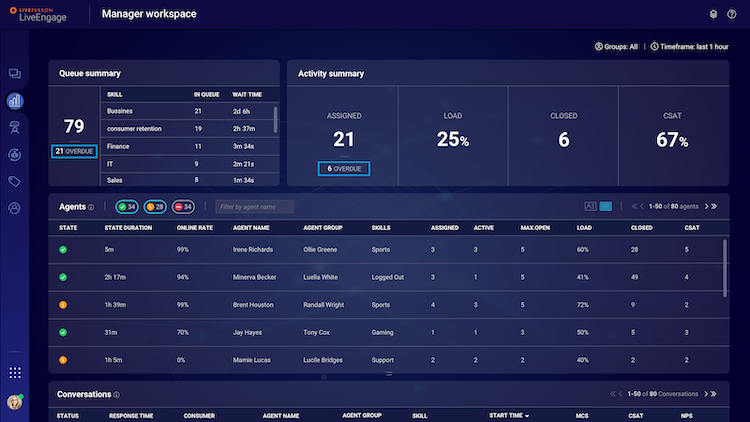 LIVEPERSON
LiveEngage
Manager workspace
Groups: All | Timeframe: last 1 hour
Queue summary
79
21 OVERDUE
SKILL IN QUEUE WAIT TIME
Bussines 21 2d 6h
consumer retention 19 2h 37m
Finance 11 3m 34s
IT 9 2m 21s
Sales 8 1m 34s
Activity summary
ASSIGNED LOAD CLOSED CSAT
21 25% 6 67%
6 OVERDUE
Agents 34 28 34 Filter by agent name 1-50 of 80 agents
STATE STATE DURATION ONLINE RATE AGENT NAME AGENT GROUP SKILLS ASSIGNED ACTIVE MAX.OPEN LOAD CLOSED CSAT
5m 99% Irene Richards Ollie Greene Sports 3 3 5 60% 28 5
2h 17m 94% Minerva Becker Luella White Logged Out 3 1 5 41% 49 4
1h 39m 99% Brent Houston Randall Wright Sports 4 3 5 72% 9 2
31m 70% Jay Hayes Tony Cox Gaming 1 1 3 50% 5 3
1h 5m 0% Mamie Lucas Lucile Bridges Support 2 2 2 40% 2 2
Conversations 1-50 of 80 Conversations
STATUS RESPONSE TIME CONSUMER AGENT NAME AGENT GROUP SKILL START TIME MCS CSAT NPS